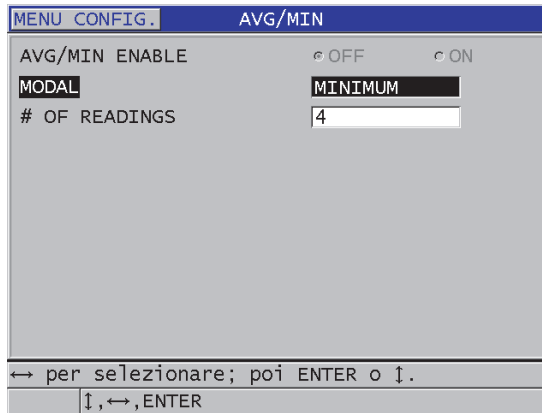 MENU CONFIG. AVG/MIN
AVG/MIN ENABLE OFF ON
MODAL MINIMUM
# OF READINGS 4
↔ per selezionare; poi ENTER o ↕.
↕,↔,ENTER